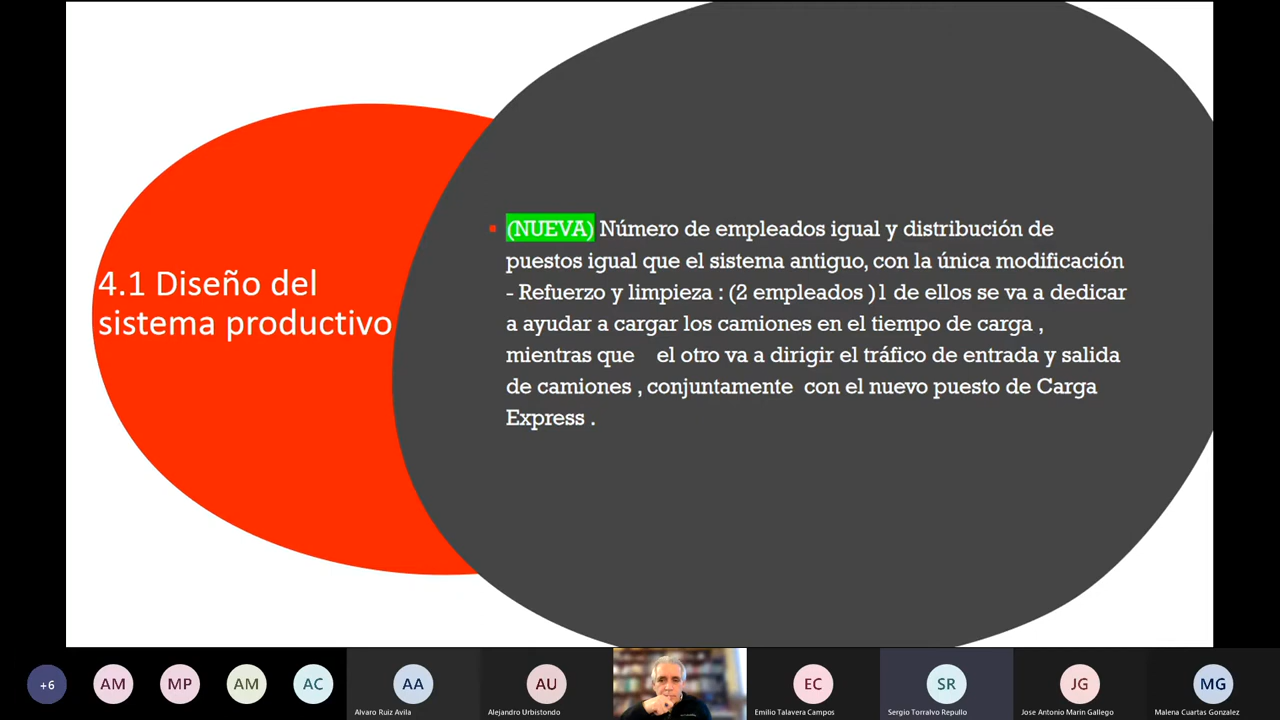 4.1 Diseño del
sistema productivo
(NUEVA) Número de empleados igual y distribución de
puestos igual que el sistema antiguo, con la única modificación
- Refuerzo y limpieza : (2 empleados )1 de ellos se va a dedicar
a ayudar a cargar los camiones en el tiempo de carga ,
mientras que el otro va a dirigir el tráfico de entrada y salida
de camiones , conjuntamente con el nuevo puesto de Carga
Express .
+6
AM
MP
AM
AC
AA
AU
EC
SR
JG
MG
Alvaro Ruiz Avila
Alejandro Urbistondo
Emilio Talavera Campos
Sergio Torralvo Repullo
Jose Antonio Marin Gallego
Malena Cuartas Gonzalez